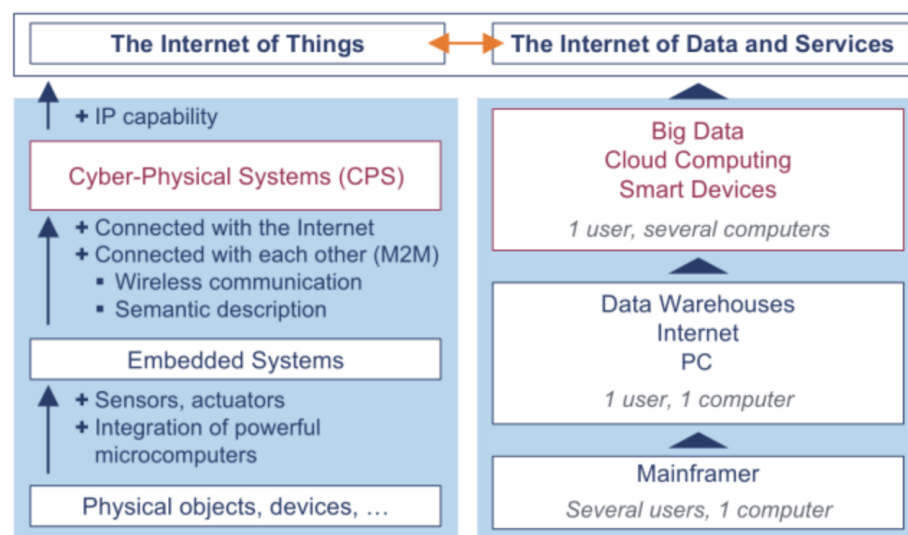 The Internet of Things
The Internet of Data and Services
+ IP capability
Cyber-Physical Systems (CPS)
+ Connected with the Internet
+ Connected with each other (M2M)
▪ Wireless communication
▪ Semantic description
Embedded Systems
+ Sensors, actuators
+ Integration of powerful
microcomputers
Physical objects, devices, …
Big Data
Cloud Computing
Smart Devices
1 user, several computers
Data Warehouses
Internet
PC
1 user, 1 computer
Mainframer
Several users, 1 computer